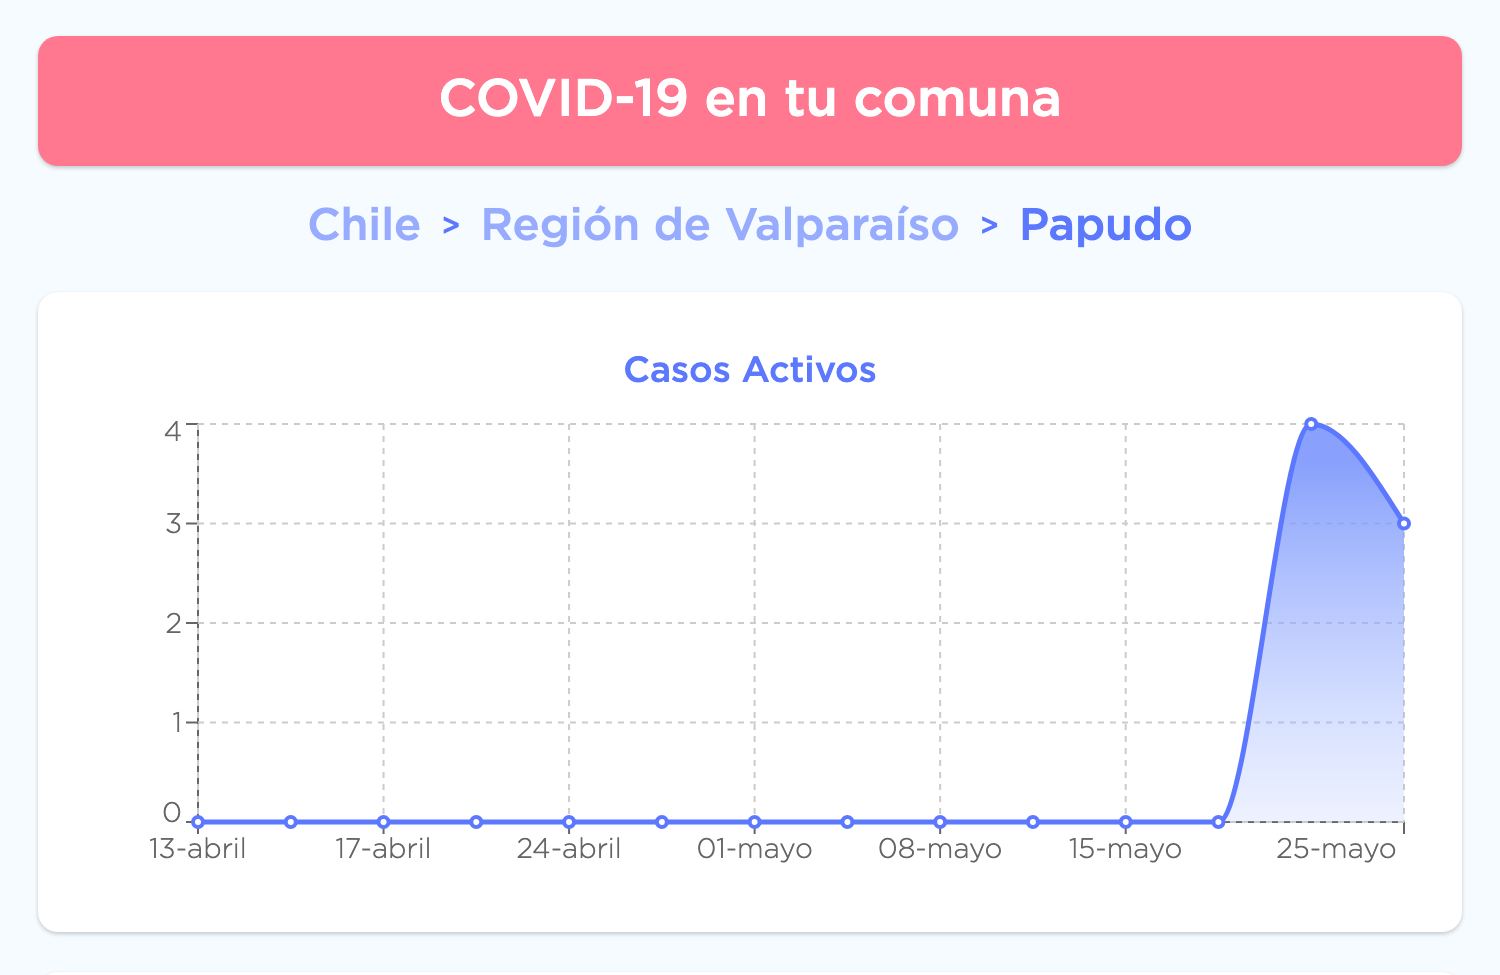 COVID-19 en tu comuna
Chile > Región de Valparaíso > Papudo
Casos Activos
4
3
2
1
0
13-abril 17-abril 24-abril 01-mayo 08-mayo 15-mayo 25-mayo